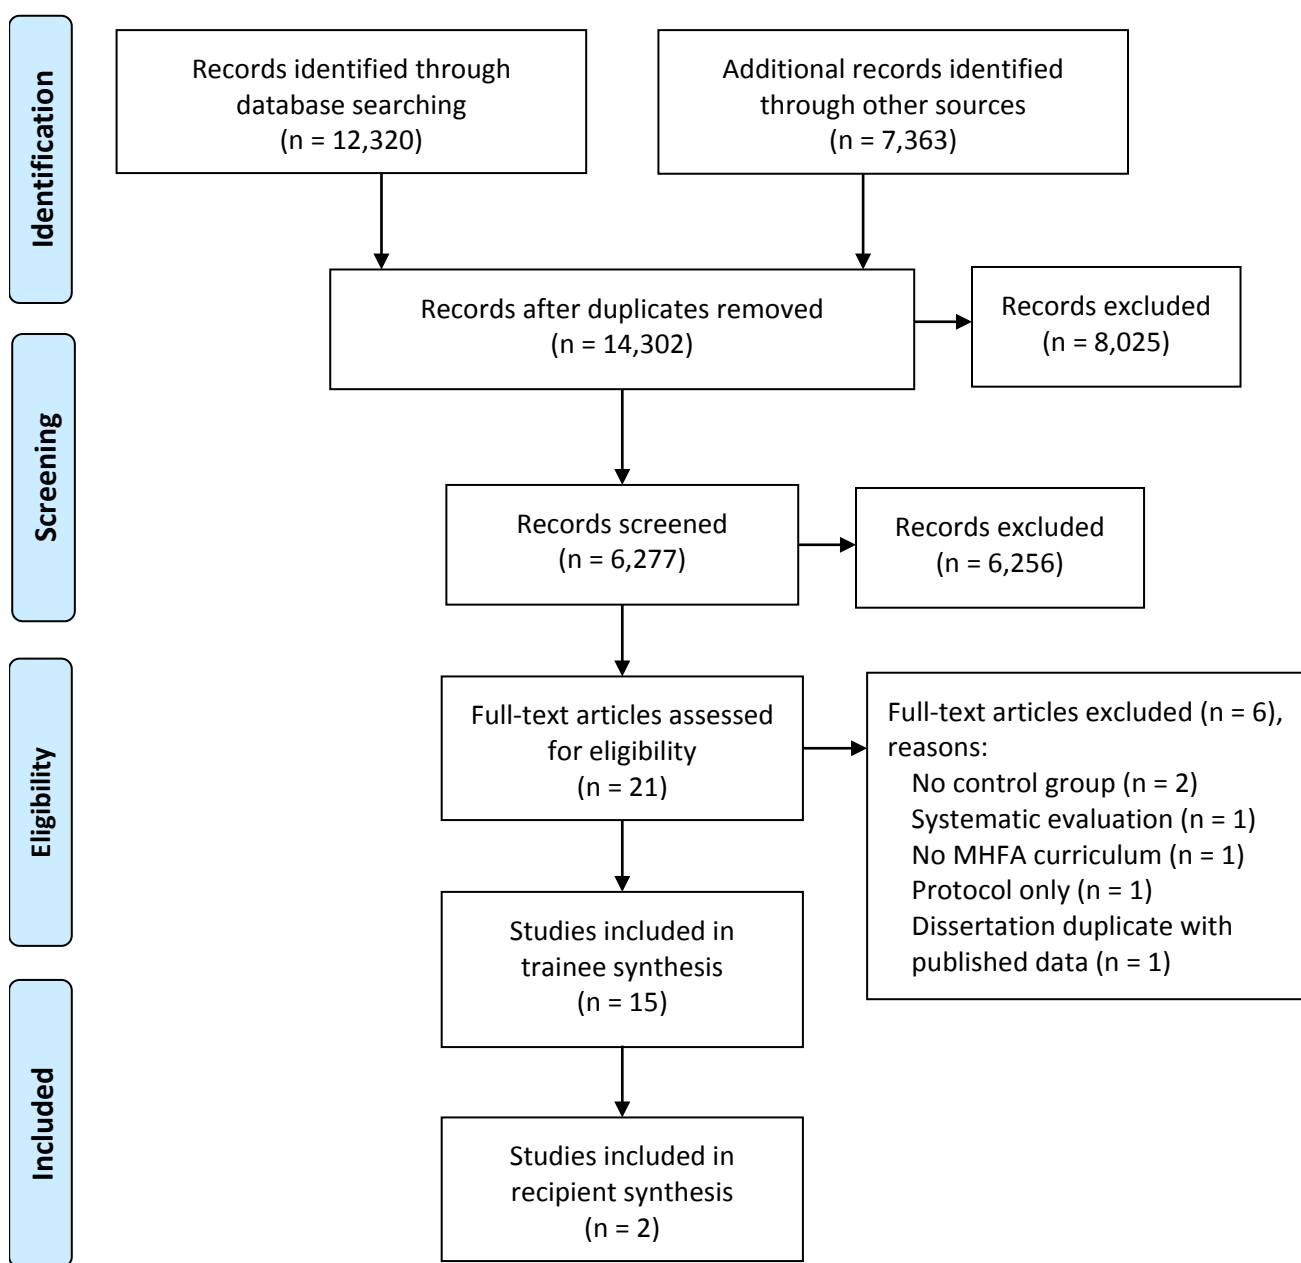 Identification
Records identified through
database searching
(n = 12,320)
Additional records identified
through other sources
(n = 7,363)
Records after duplicates removed
(n = 14,302)
Records excluded
(n = 8,025)
Screening
Records screened
(n = 6,277)
Records excluded
(n = 6,256)
Eligibility
Full-text articles assessed
for eligibility
(n = 21)
Full-text articles excluded (n = 6),
reasons:
No control group (n = 2)
Systematic evaluation (n = 1)
No MHFA curriculum (n = 1)
Protocol only (n = 1)
Dissertation duplicate with
published data (n = 1)
Studies included in
trainee synthesis
(n = 15)
Included
Studies included in
recipient synthesis
(n = 2)